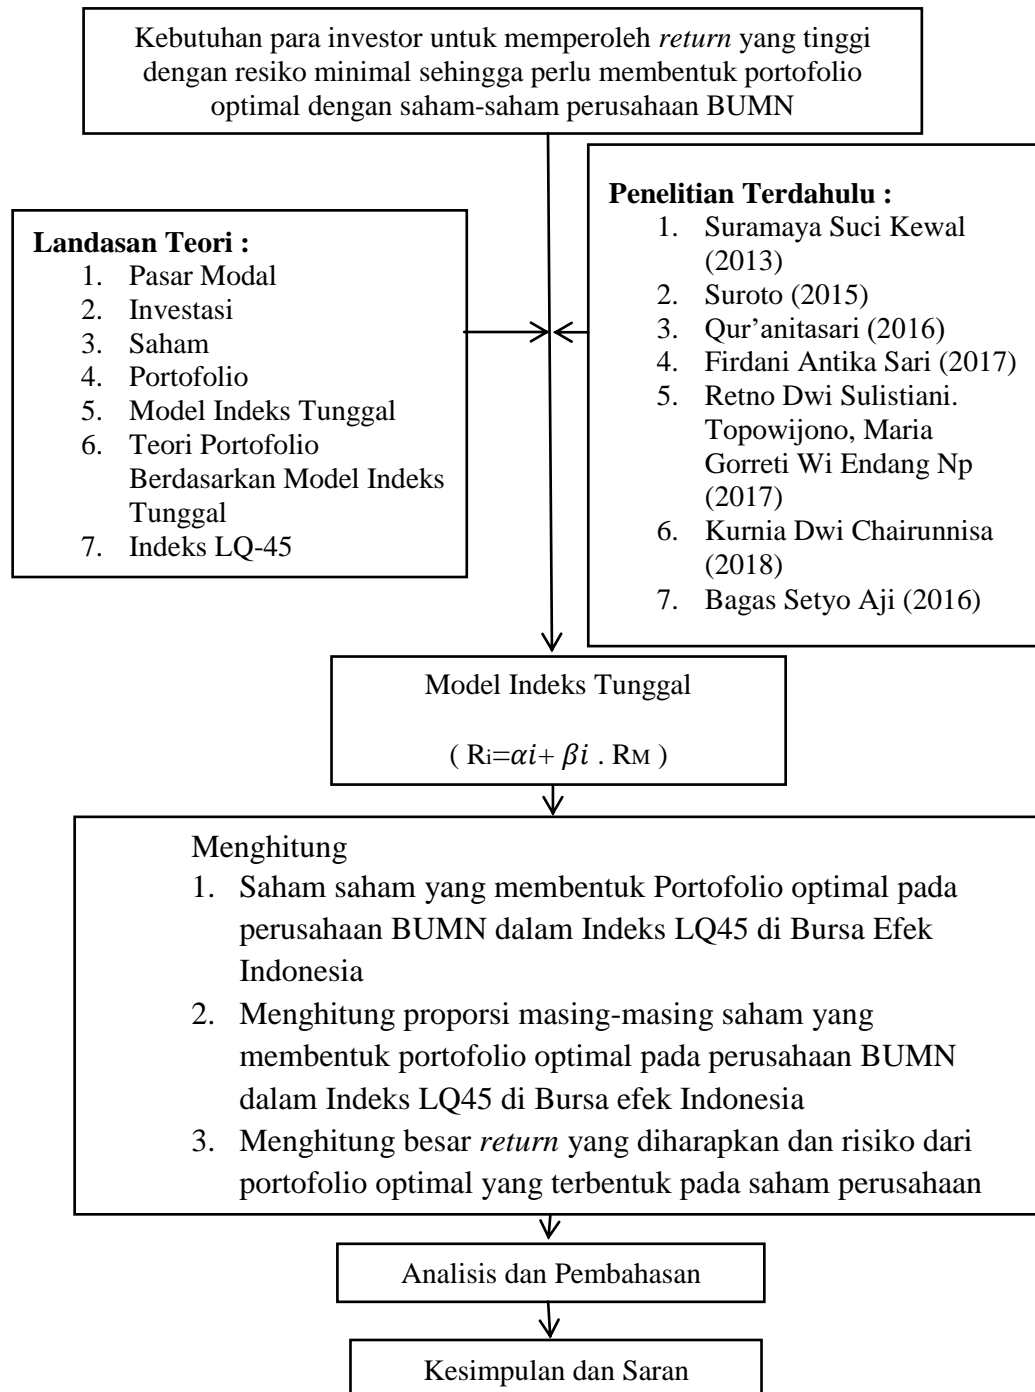 Kebutuhan para investor untuk memperoleh return yang tinggi
dengan resiko minimal sehingga perlu membentuk portofolio
optimal dengan saham-saham perusahaan BUMN
Landasan Teori :
1. Pasar Modal
2. Investasi
3. Saham
4. Portofolio
5. Model Indeks Tunggal
6. Teori Portofolio
Berdasarkan Model Indeks
Tunggal
7. Indeks LQ-45
Penelitian Terdahulu :
1. Suramaya Suci Kewal
(2013)
2. Suroto (2015)
3. Qur’anitasari (2016)
4. Firdani Antika Sari (2017)
5. Retno Dwi Sulistiani.
Topowijono, Maria
Gorreti Wi Endang Np
(2017)
6. Kurnia Dwi Chairunnisa
(2018)
7. Bagas Setyo Aji (2016)
Model Indeks Tunggal
( Ri=𝛼𝑖+ 𝛽𝑖 . RM )
Menghitung
1. Saham saham yang membentuk Portofolio optimal pada
perusahaan BUMN dalam Indeks LQ45 di Bursa Efek
Indonesia
2. Menghitung proporsi masing-masing saham yang
membentuk portofolio optimal pada perusahaan BUMN
dalam Indeks LQ45 di Bursa efek Indonesia
3. Menghitung besar return yang diharapkan dan risiko dari
portofolio optimal yang terbentuk pada saham perusahaan
Analisis dan Pembahasan
Kesimpulan dan Saran